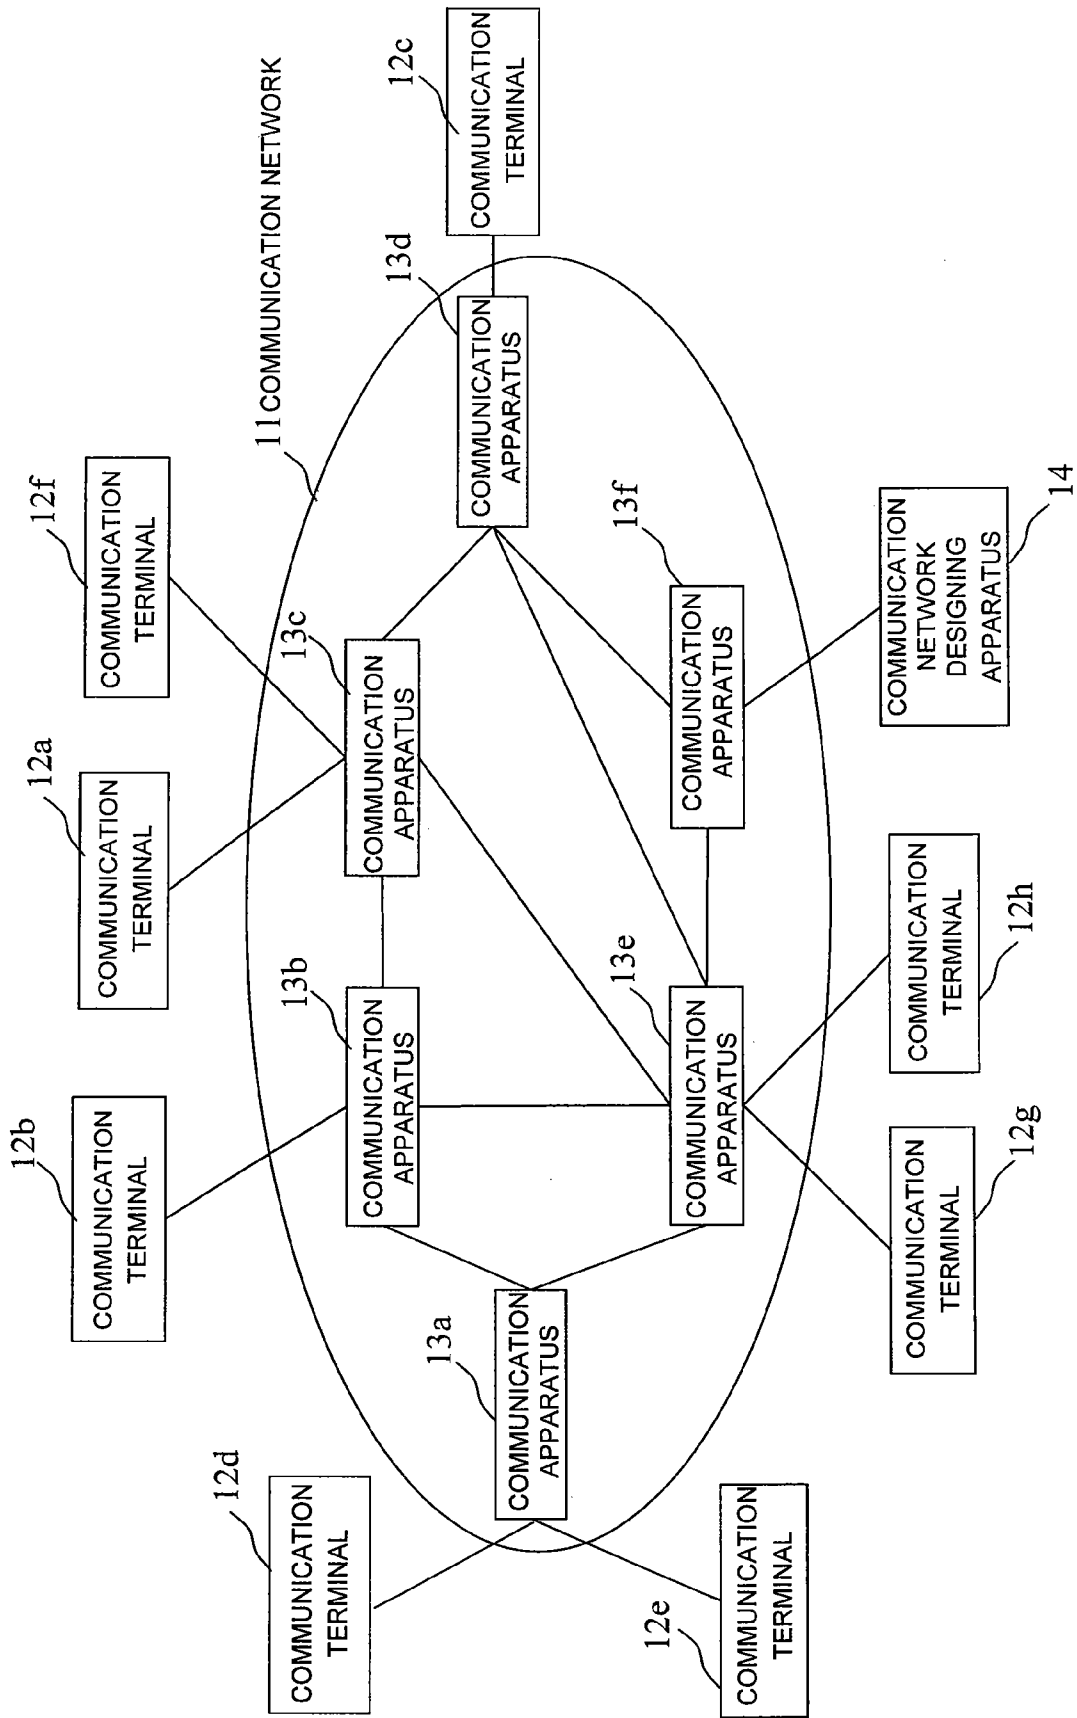 12b
COMMUNICATION
TERMINAL
12a
COMMUNICATION
TERMINAL
12f
COMMUNICATION
TERMINAL
11 COMMUNICATION NETWORK
12d
COMMUNICATION
TERMINAL
13b
COMMUNICATION
APPARATUS
13c
COMMUNICATION
APPARATUS
13a
COMMUNICATION
APPARATUS
13d
COMMUNICATION
APPARATUS
12c
COMMUNICATION
TERMINAL
13e
COMMUNICATION
APPARATUS
13f
COMMUNICATION
APPARATUS
12e
COMMUNICATION
TERMINAL
COMMUNICATION
TERMINAL
12g
COMMUNICATION
TERMINAL
12h
COMMUNICATION
NETWORK
DESIGNING
APPARATUS
14